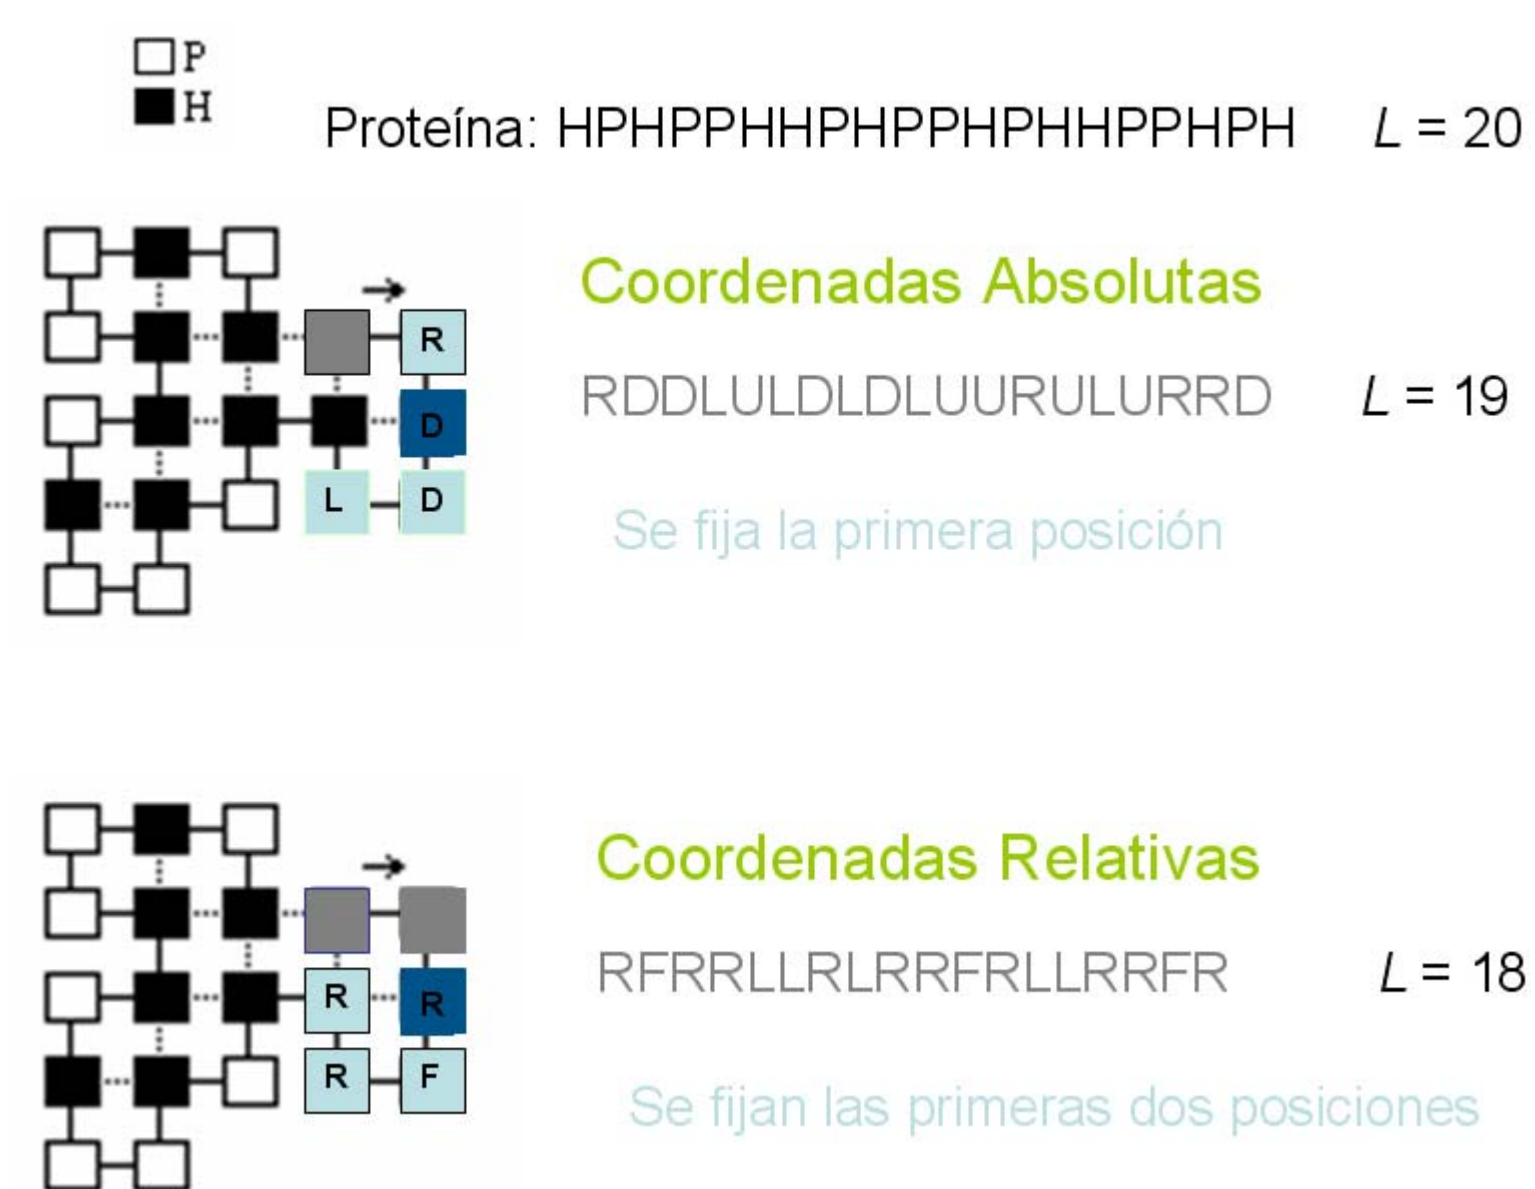 P
H
Proteína: HPHPPHHPHPPHPHHPPHPH L = 20
Coordenadas Absolutas
R
RDDLULDLDLUURULURRD L = 19
D
L D
Se fija la primera posición
Coordenadas Relativas
RFRRLLRLRRFRLLRRFR L = 18
R R
R F
Se fijan las primeras dos posiciones